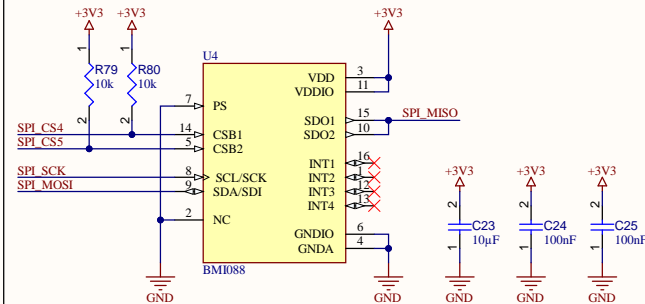 +3V3 +3V3 +3V3
U4
1 R79 10k 2
1 R80 10k 2
7 PS VDD 3
VDDIO 11
SPI_CS4 14 CSB1 SDO1 15 SPI_MISO
SPI_CS5 5 CSB2 SDO2 10
SPI_SCK 8 SCL/SCK INT1 16
SPI_MOSI 9 SDA/SDI INT2 1
INT3 12
INT4 13
2 NC
GNDIO 6
GNDA 4
BMI088
GND GND
+3V3 +3V3 +3V3
2 C23 10µF 1
2 C24 100nF 1
2 C25 100nF 1
GND GND GND